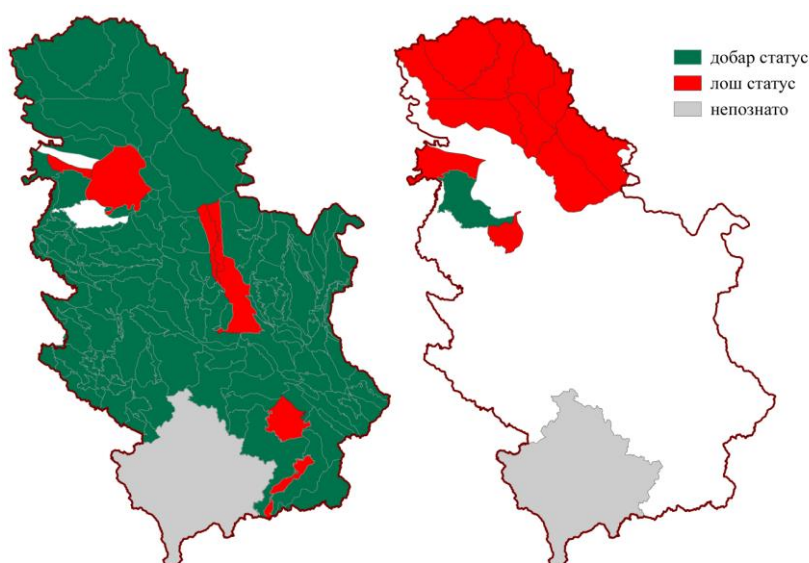 добар статус
лош статус
непознато